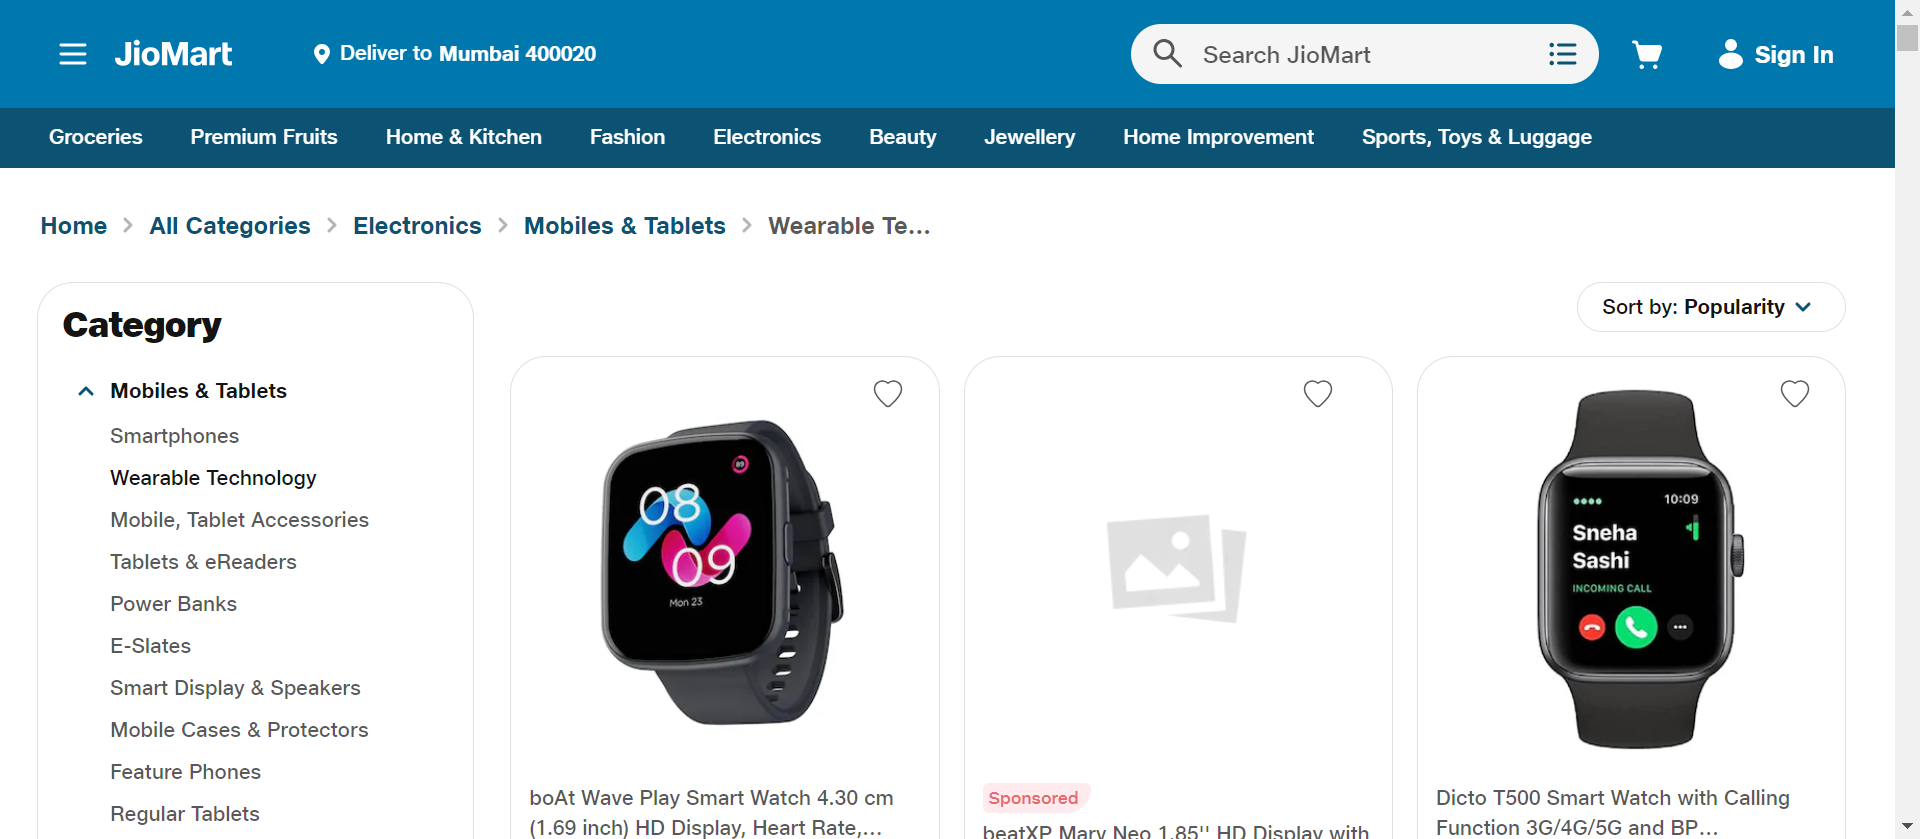 JioMart
Deliver to Mumbai 400020
Search JioMart
Sign In
Groceries
Premium Fruits
Home & Kitchen
Fashion
Electronics
Beauty
Jewellery
Home Improvement
Sports, Toys & Luggage
Home
All Categories
Electronics
Mobiles & Tablets
Wearable Te...
Category
Mobiles & Tablets
Smartphones
Wearable Technology
Mobile, Tablet Accessories
Tablets & eReaders
Power Banks
E-Slates
Smart Display & Speakers
Mobile Cases & Protectors
Feature Phones
Regular Tablets
Sort by: Popularity
89
08
09
Mon 23
boAt Wave Play Smart Watch 4.30 cm
(1.69 inch) HD Display, Heart Rate,...
Sponsored
beatXP Marv Neo 1.85'' HD Display with
10:09
Sneha
Sashi
INCOMING CALL
Dicto T500 Smart Watch with Calling
Function 3G/4G/5G and BP...